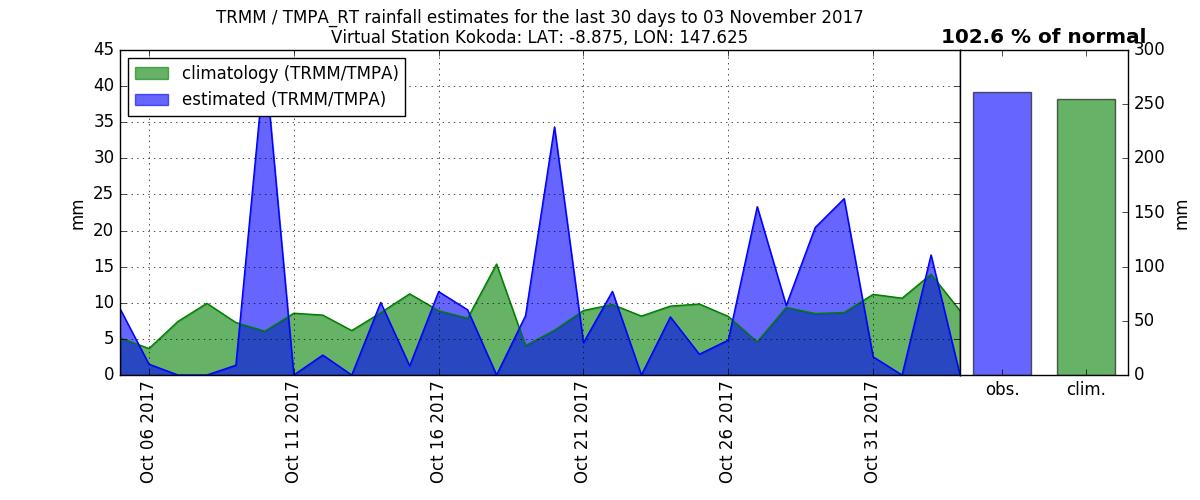 TRMM / TMPA_RT rainfall estimates for the last 30 days to 03 November 2017
Virtual Station Kokoda: LAT: -8.875, LON: 147.625
102.6 % of normal
climatology (TRMM/TMPA)
estimated (TRMM/TMPA)
45
40
35
30
25
20
15
10
5
0
mm
Oct 06 2017
Oct 11 2017
Oct 16 2017
Oct 21 2017
Oct 26 2017
Oct 31 2017
300
250
200
150
100
50
0
mm
obs.
clim.